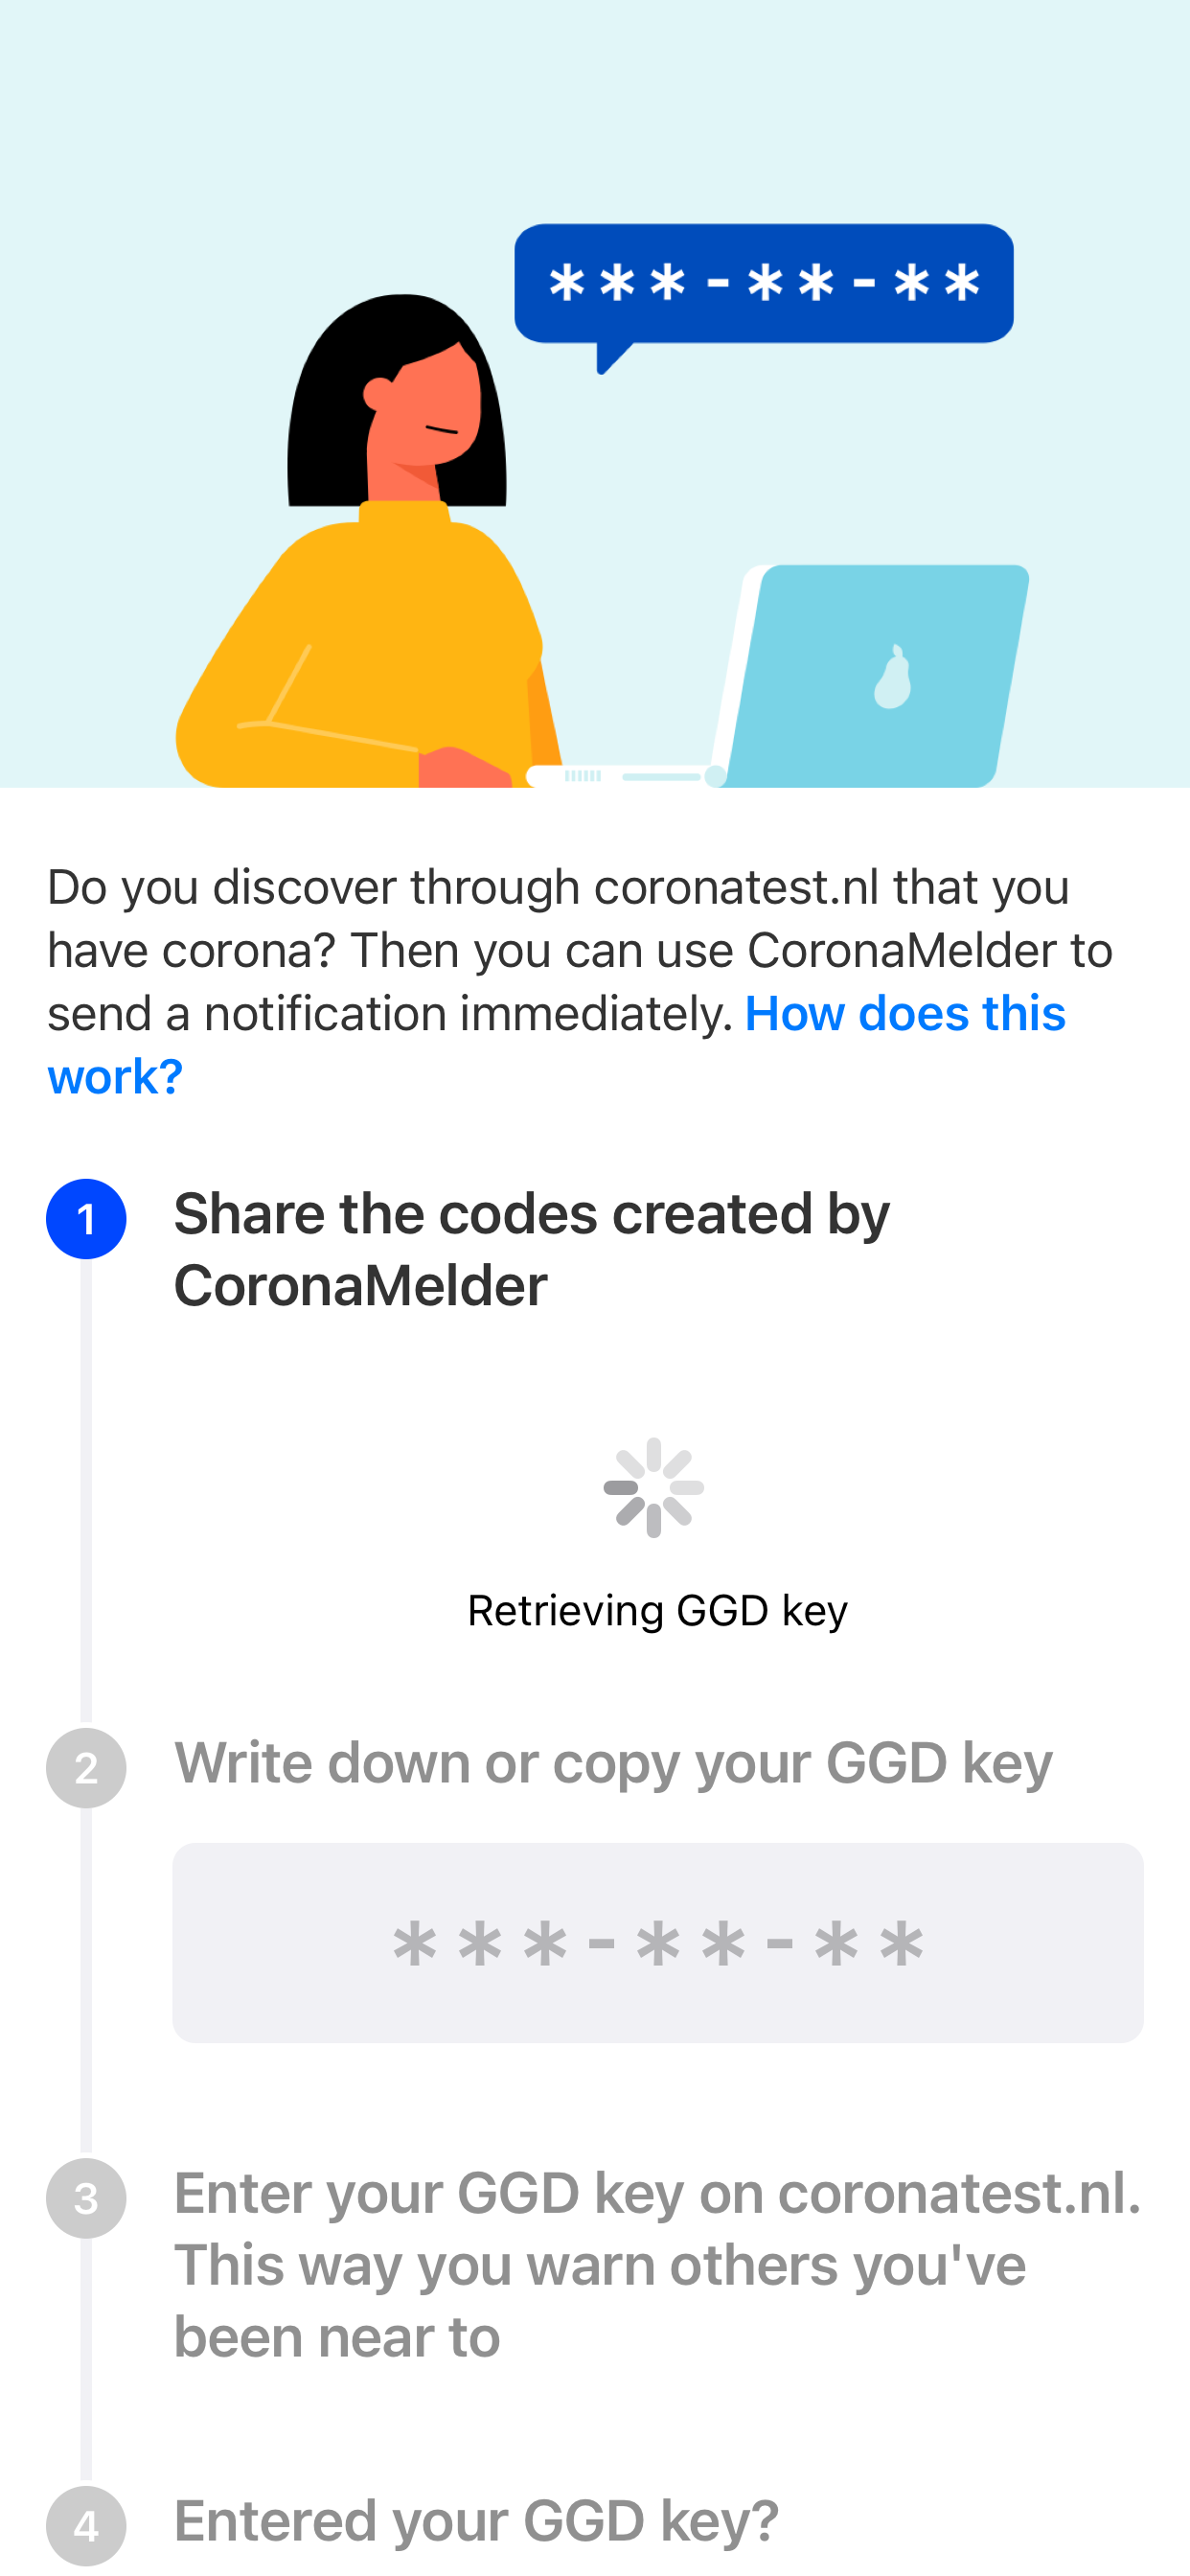 ***-**-**
Do you discover through coronatest.nl that you
have corona? Then you can use CoronaMelder to
send a notification immediately. How does this
work?
1
Share the codes created by
CoronaMelder
Retrieving GGD key
2
Write down or copy your GGD key
***-**-**
3
Enter your GGD key on coronatest.nl.
This way you warn others you've
been near to
4
Entered your GGD key?